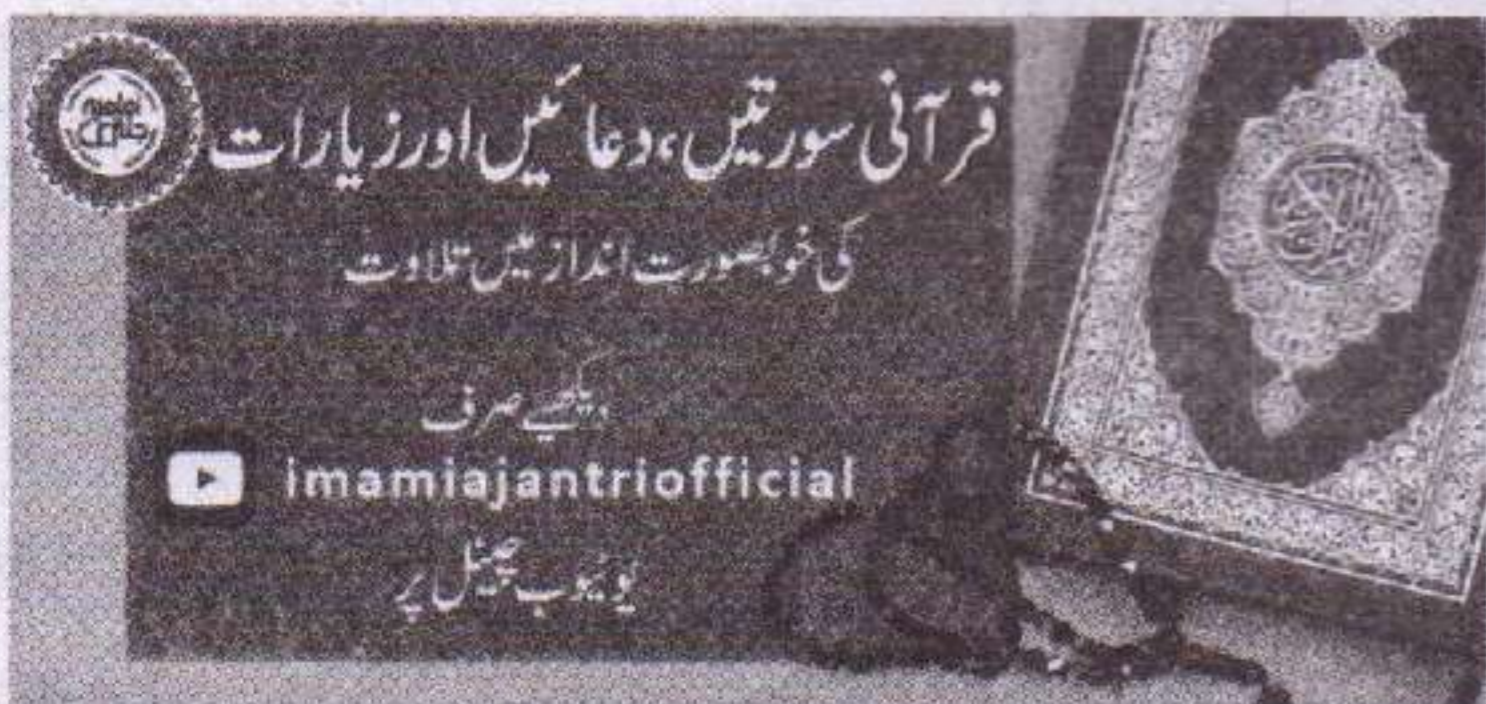 قرآنی سورتیں، دعائیں اور زیارات
کی خوبصورت انداز میں تلاوت
دیکھیے صرف
imamiajantriofficial
یوٹیوب چینل پر